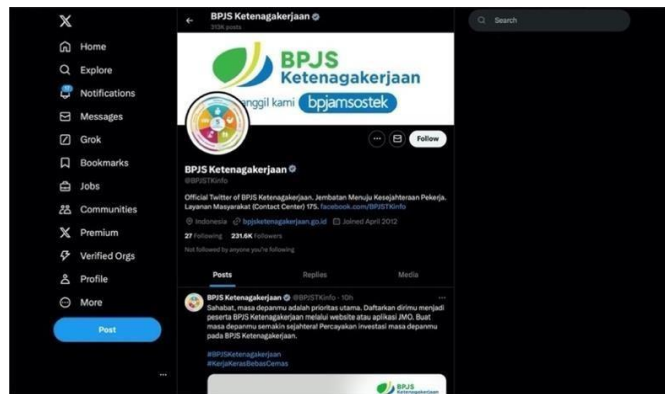 Home
Explore
Notifications
Messages
Grok
Bookmarks
Jobs
Communities
Premium
Verified Orgs
Profile
More
Post
BPJS Ketenagakerjaan
313K posts
BPJS
Ketenagakerjaan
anggil kami bpjamsostek
Follow
BPJS Ketenagakerjaan
@BPJSTKinfo
Official Twitter of BPJS Ketenagakerjaan. Jembatan Menuju Kesejahteraan Pekerja.
Layanan Masyarakat (Contact Center) 175. facebook.com/BPJSTKinfo
Indonesia bpjsketenagakerjaan.go.id Joined April 2012
27 Following 231.6K Followers
Not followed by anyone you're following
Posts Replies Media
BPJS Ketenagakerjaan @BPJSTKinfo · 10h
Sahabat, masa depanmu adalah prioritas utama. Daftarkan dirimu menjadi
peserta BPJS Ketenagakerjaan melalui website atau aplikasi JMO. Buat
masa depanmu semakin sejahtera! Percayakan investasi masa depanmu
pada BPJS Ketenagakerjaan.
#BPJSKetenagakerjaan
#KerjaKerasBebasCemas
BPJS
Ketenagakerjaan
Search